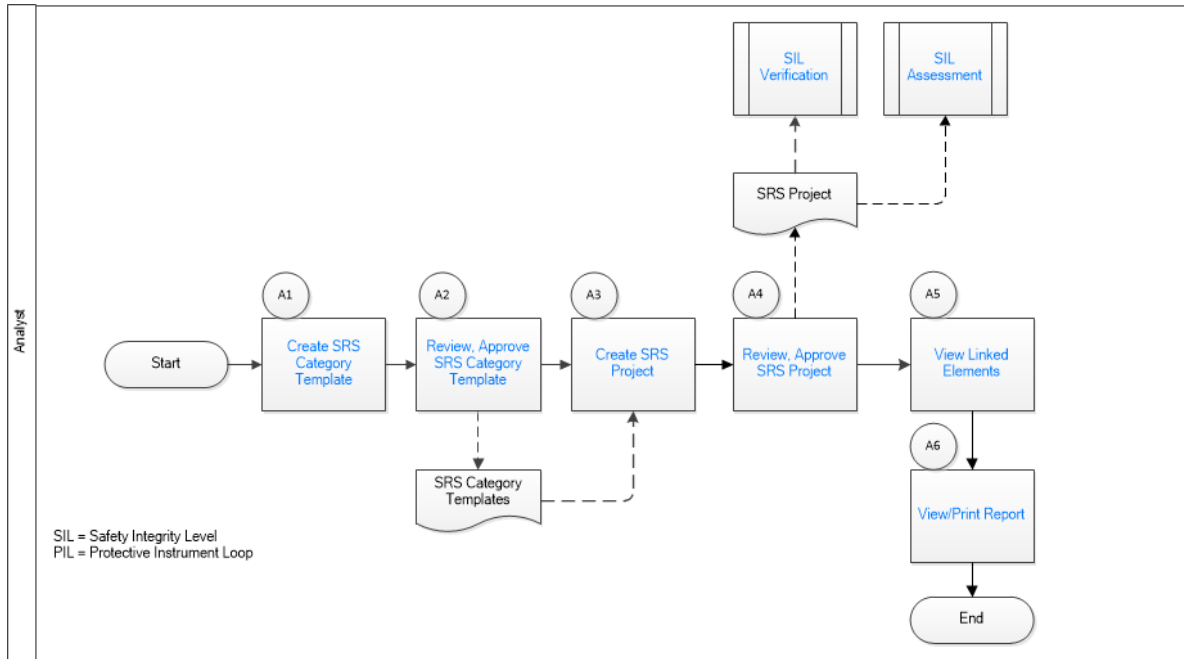 Analyst
SIL
Verification
SIL
Assessment
SRS Project
A1
A2
A3
A4
A5
Start
Create SRS
Category
Template
Review, Approve
SRS Category
Template
Create SRS
Project
Review, Approve
SRS Project
View Linked
Elements
A6
SRS Category
Templates
View/Print Report
SIL = Safety Integrity Level
PIL = Protective Instrument Loop
End